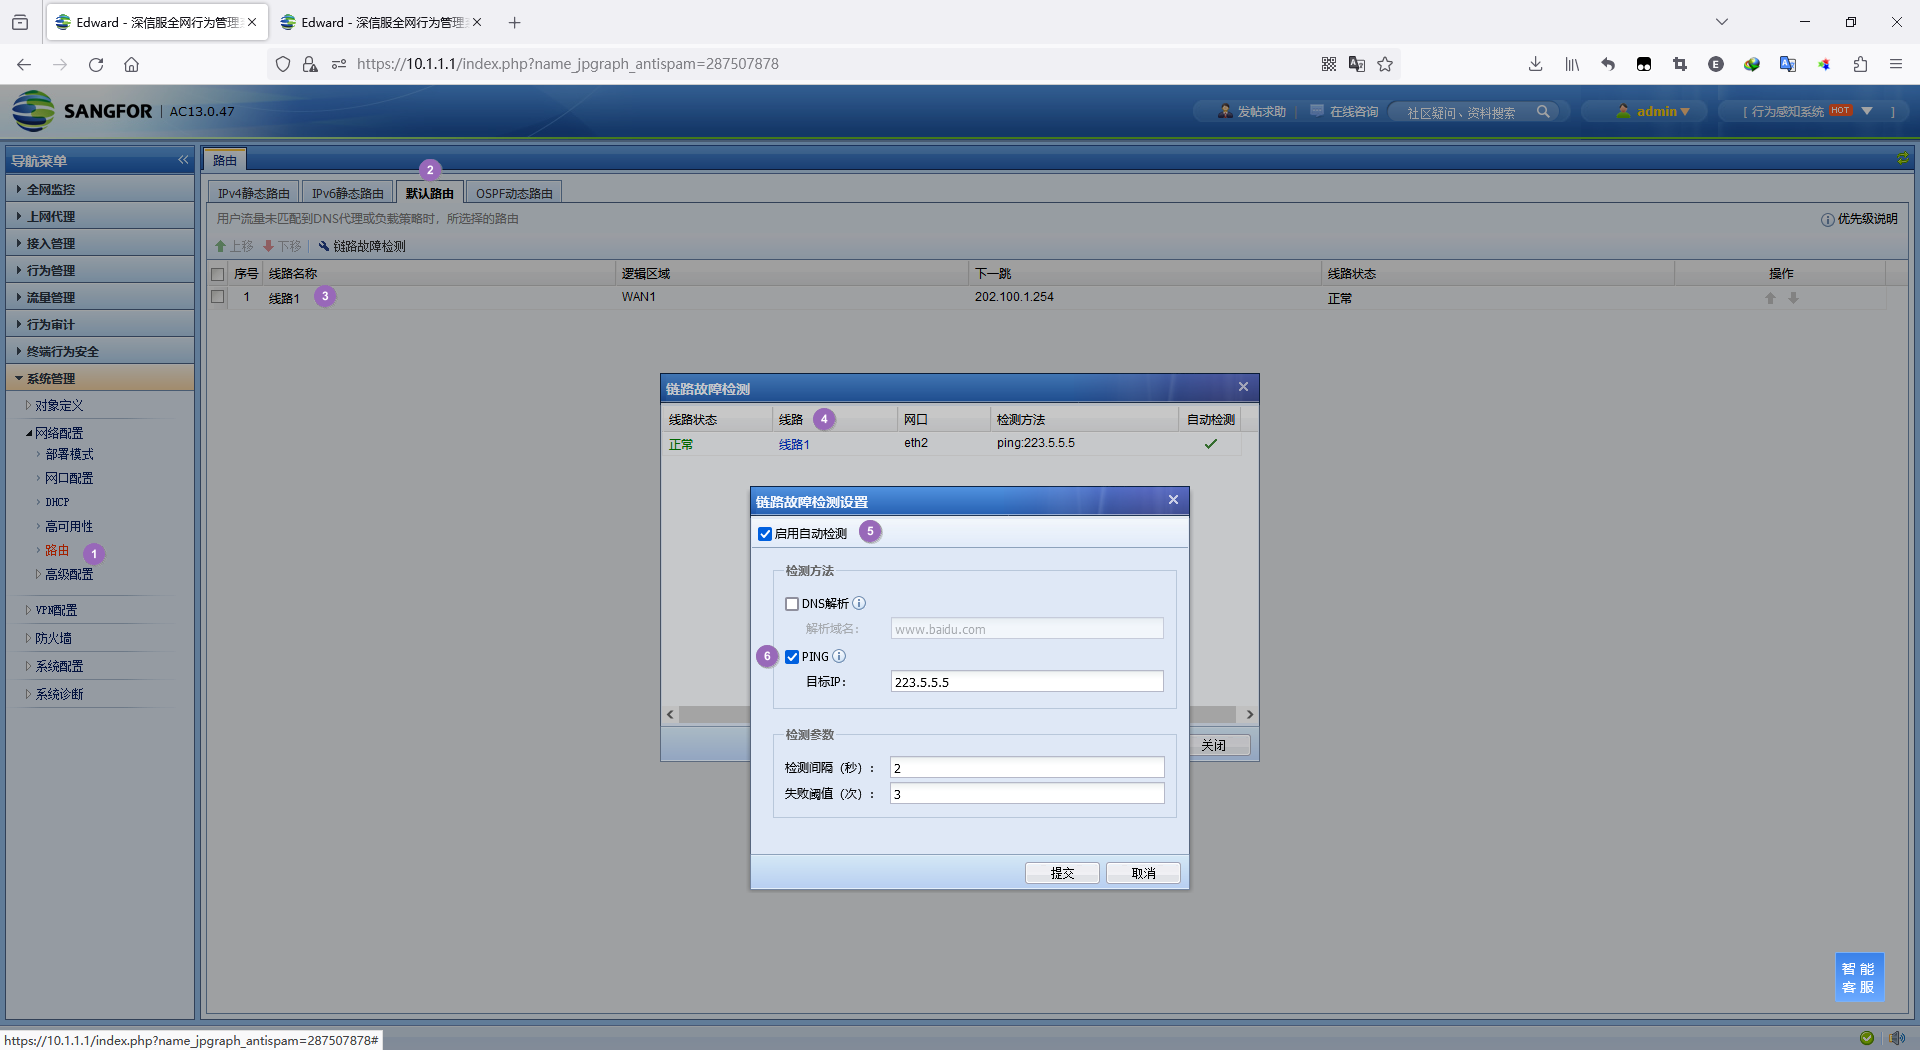 Edward - 深信服全网行为管理
Edward - 深信服全网行为管理
https://10.1.1.1/index.php?name_jpgraph_antispam=287507878
SANGFOR | AC13.0.47
发帖求助
在线咨询
社区疑问、资料搜索
admin
[ 行为感知系统 HOT ]
导航菜单
全网监控
上网代理
接入管理
行为管理
流量管理
行为审计
终端行为安全
系统管理
对象定义
网络配置
部署模式
网口配置
DHCP
高可用性
路由 1
高级配置
VPN配置
防火墙
系统配置
系统诊断
路由
2
IPv4静态路由 IPv6静态路由 默认路由 OSPF动态路由
用户流量未匹配到DNS代理或负载策略时，所选择的路由
优先级说明
上移 下移 链路故障检测
序号 线路名称 逻辑区域 下一跳 线路状态 操作
1 线路1 3 WAN1 202.100.1.254 正常
链路故障检测
线路状态 线路 4 网口 检测方法 自动检测
正常 线路1 eth2 ping:223.5.5.5
关闭
链路故障检测设置
启用自动检测 5
检测方法
DNS解析
解析域名： www.baidu.com
6 PING
目标IP： 223.5.5.5
检测参数
检测间隔（秒）： 2
失败阈值（次）： 3
提交 取消
智能
客服
https://10.1.1.1/index.php?name_jpgraph_antispam=287507878#